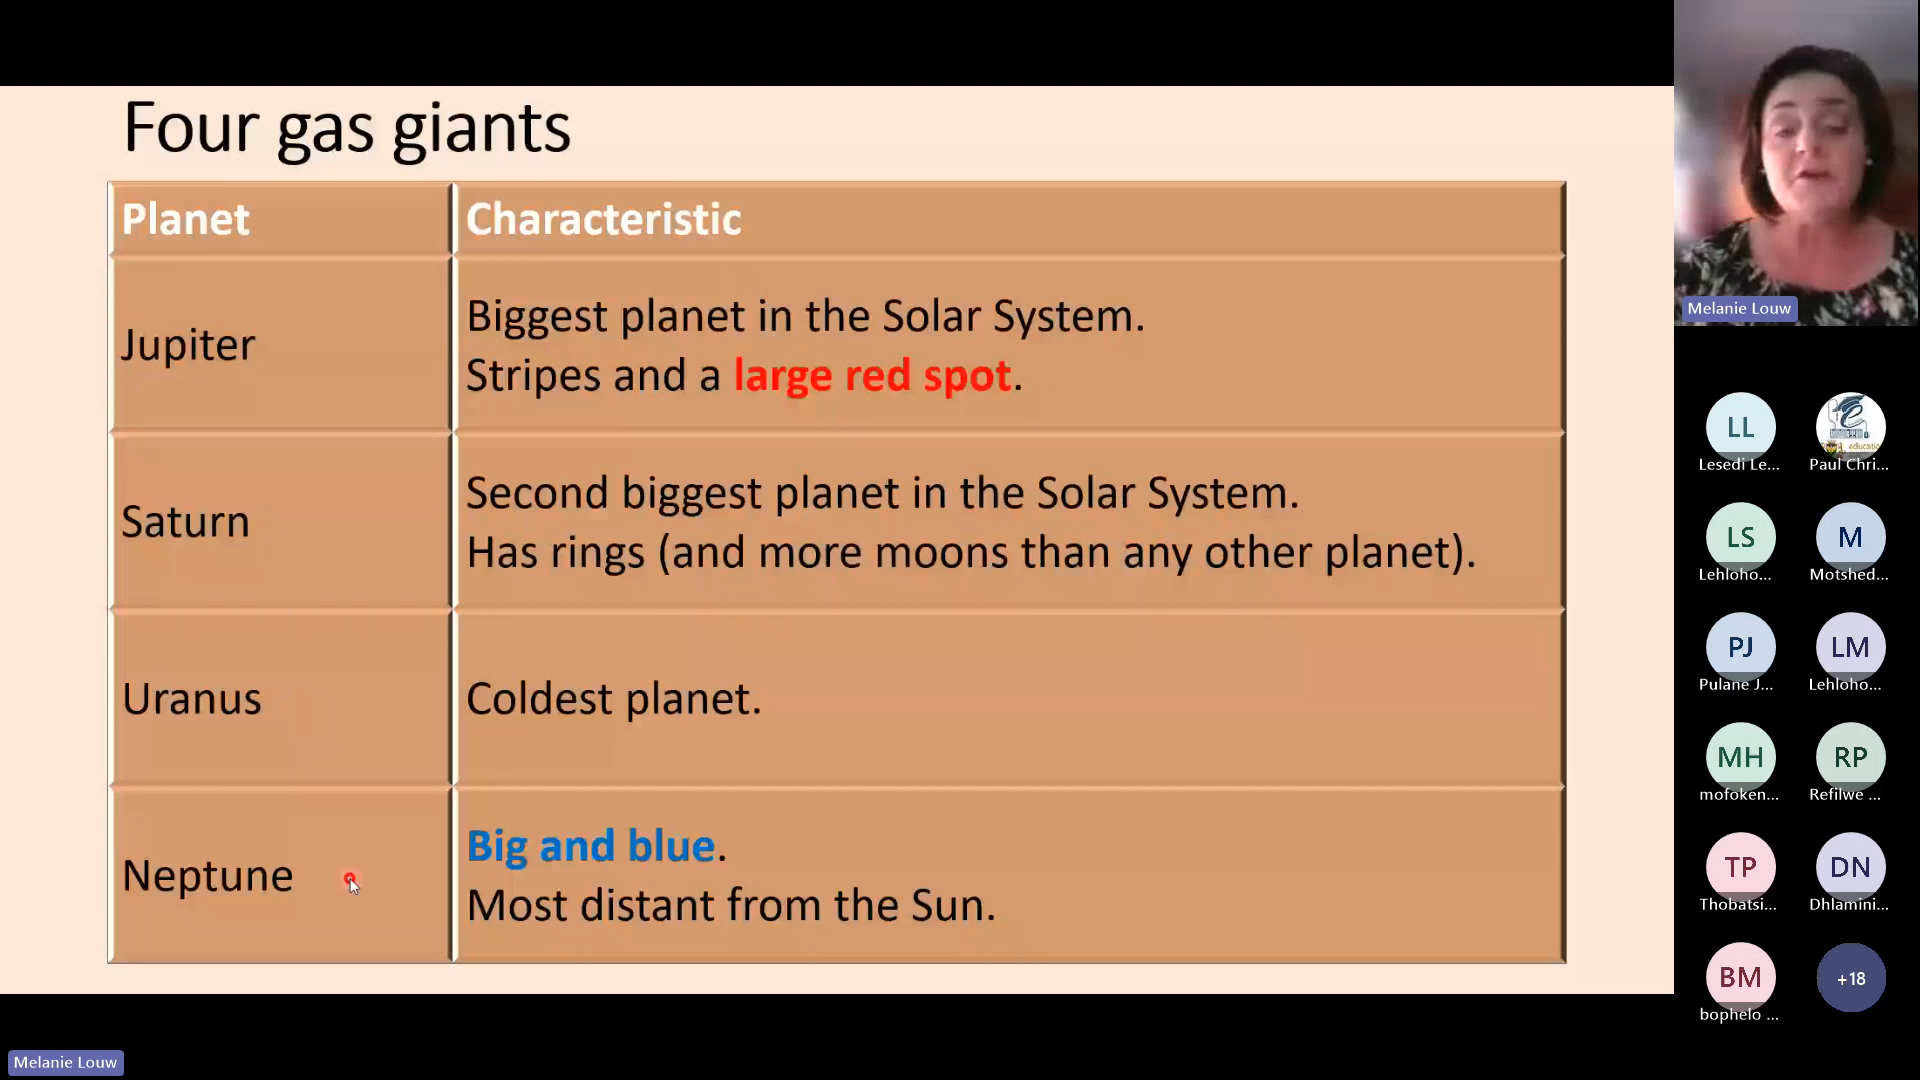 Four gas giants
Planet
Characteristic
Jupiter
Biggest planet in the Solar System.
Stripes and a large red spot.
Saturn
Second biggest planet in the Solar System.
Has rings (and more moons than any other planet).
Uranus
Coldest planet.
Neptune
Big and blue.
Most distant from the Sun.
Melanie Louw
LL
Lesedi Le...
Paul Chri...
LS
Lehloho...
M
Motshed...
PJ
Pulane J...
LM
Lehloho...
MH
mofoken...
RP
Refilwe ...
TP
Thobatsi...
DN
Dhlamini...
BM
bophelo ...
+18
Melanie Louw